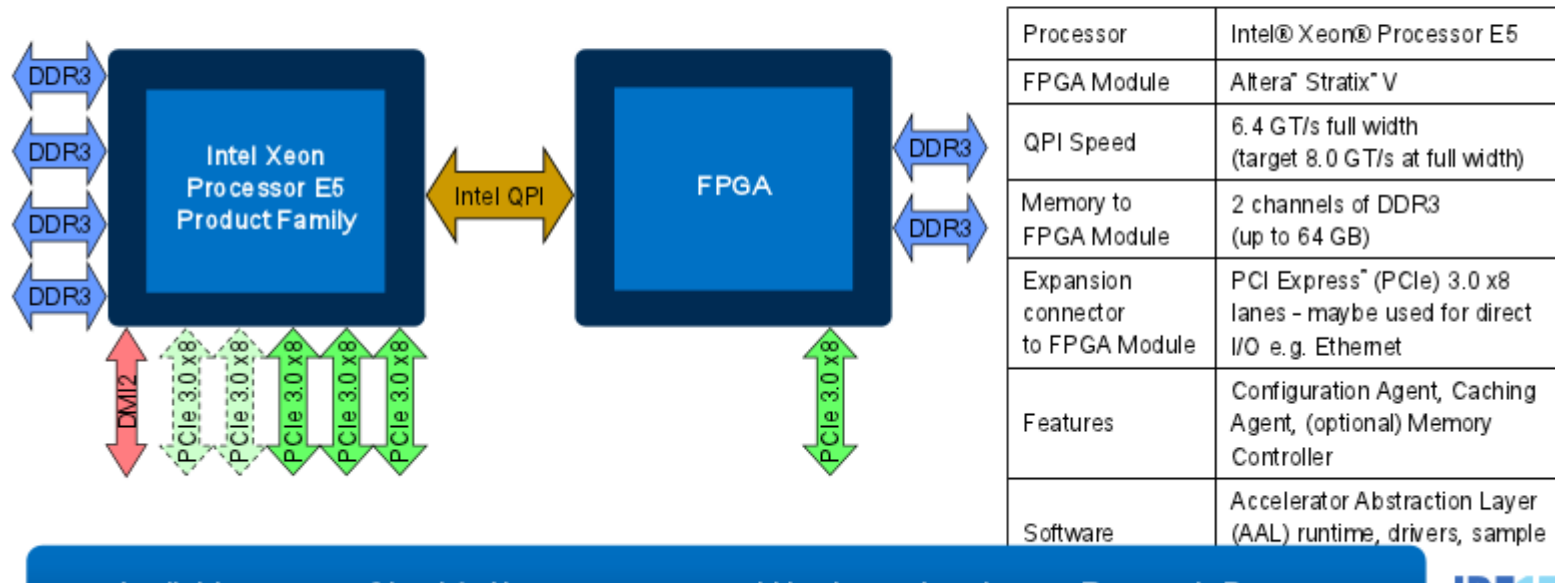 DDR3
DDR3
DDR3
DDR3
Intel Xeon
Processor E5
Product Family
Intel QPI
FPGA
DDR3
DDR3
DMI2
PCIe 3.0 x8
PCIe 3.0 x8
PCIe 3.0 x8
PCIe 3.0 x8
PCIe 3.0 x8
PCIe 3.0 x8
Processor
Intel® Xeon® Processor E5
FPGA Module
Altera* Stratix* V
QPI Speed
6.4 GT/s full width
(target 8.0 GT/s at full width)
Memory to
FPGA Module
2 channels of DDR3
(up to 64 GB)
Expansion
connector
to FPGA Module
PCI Express* (PCIe) 3.0 x8
lanes - maybe used for direct
I/O e.g. Ethernet
Features
Configuration Agent, Caching
Agent, (optional) Memory
Controller
Software
Accelerator Abstraction Layer
(AAL) runtime, drivers, sample